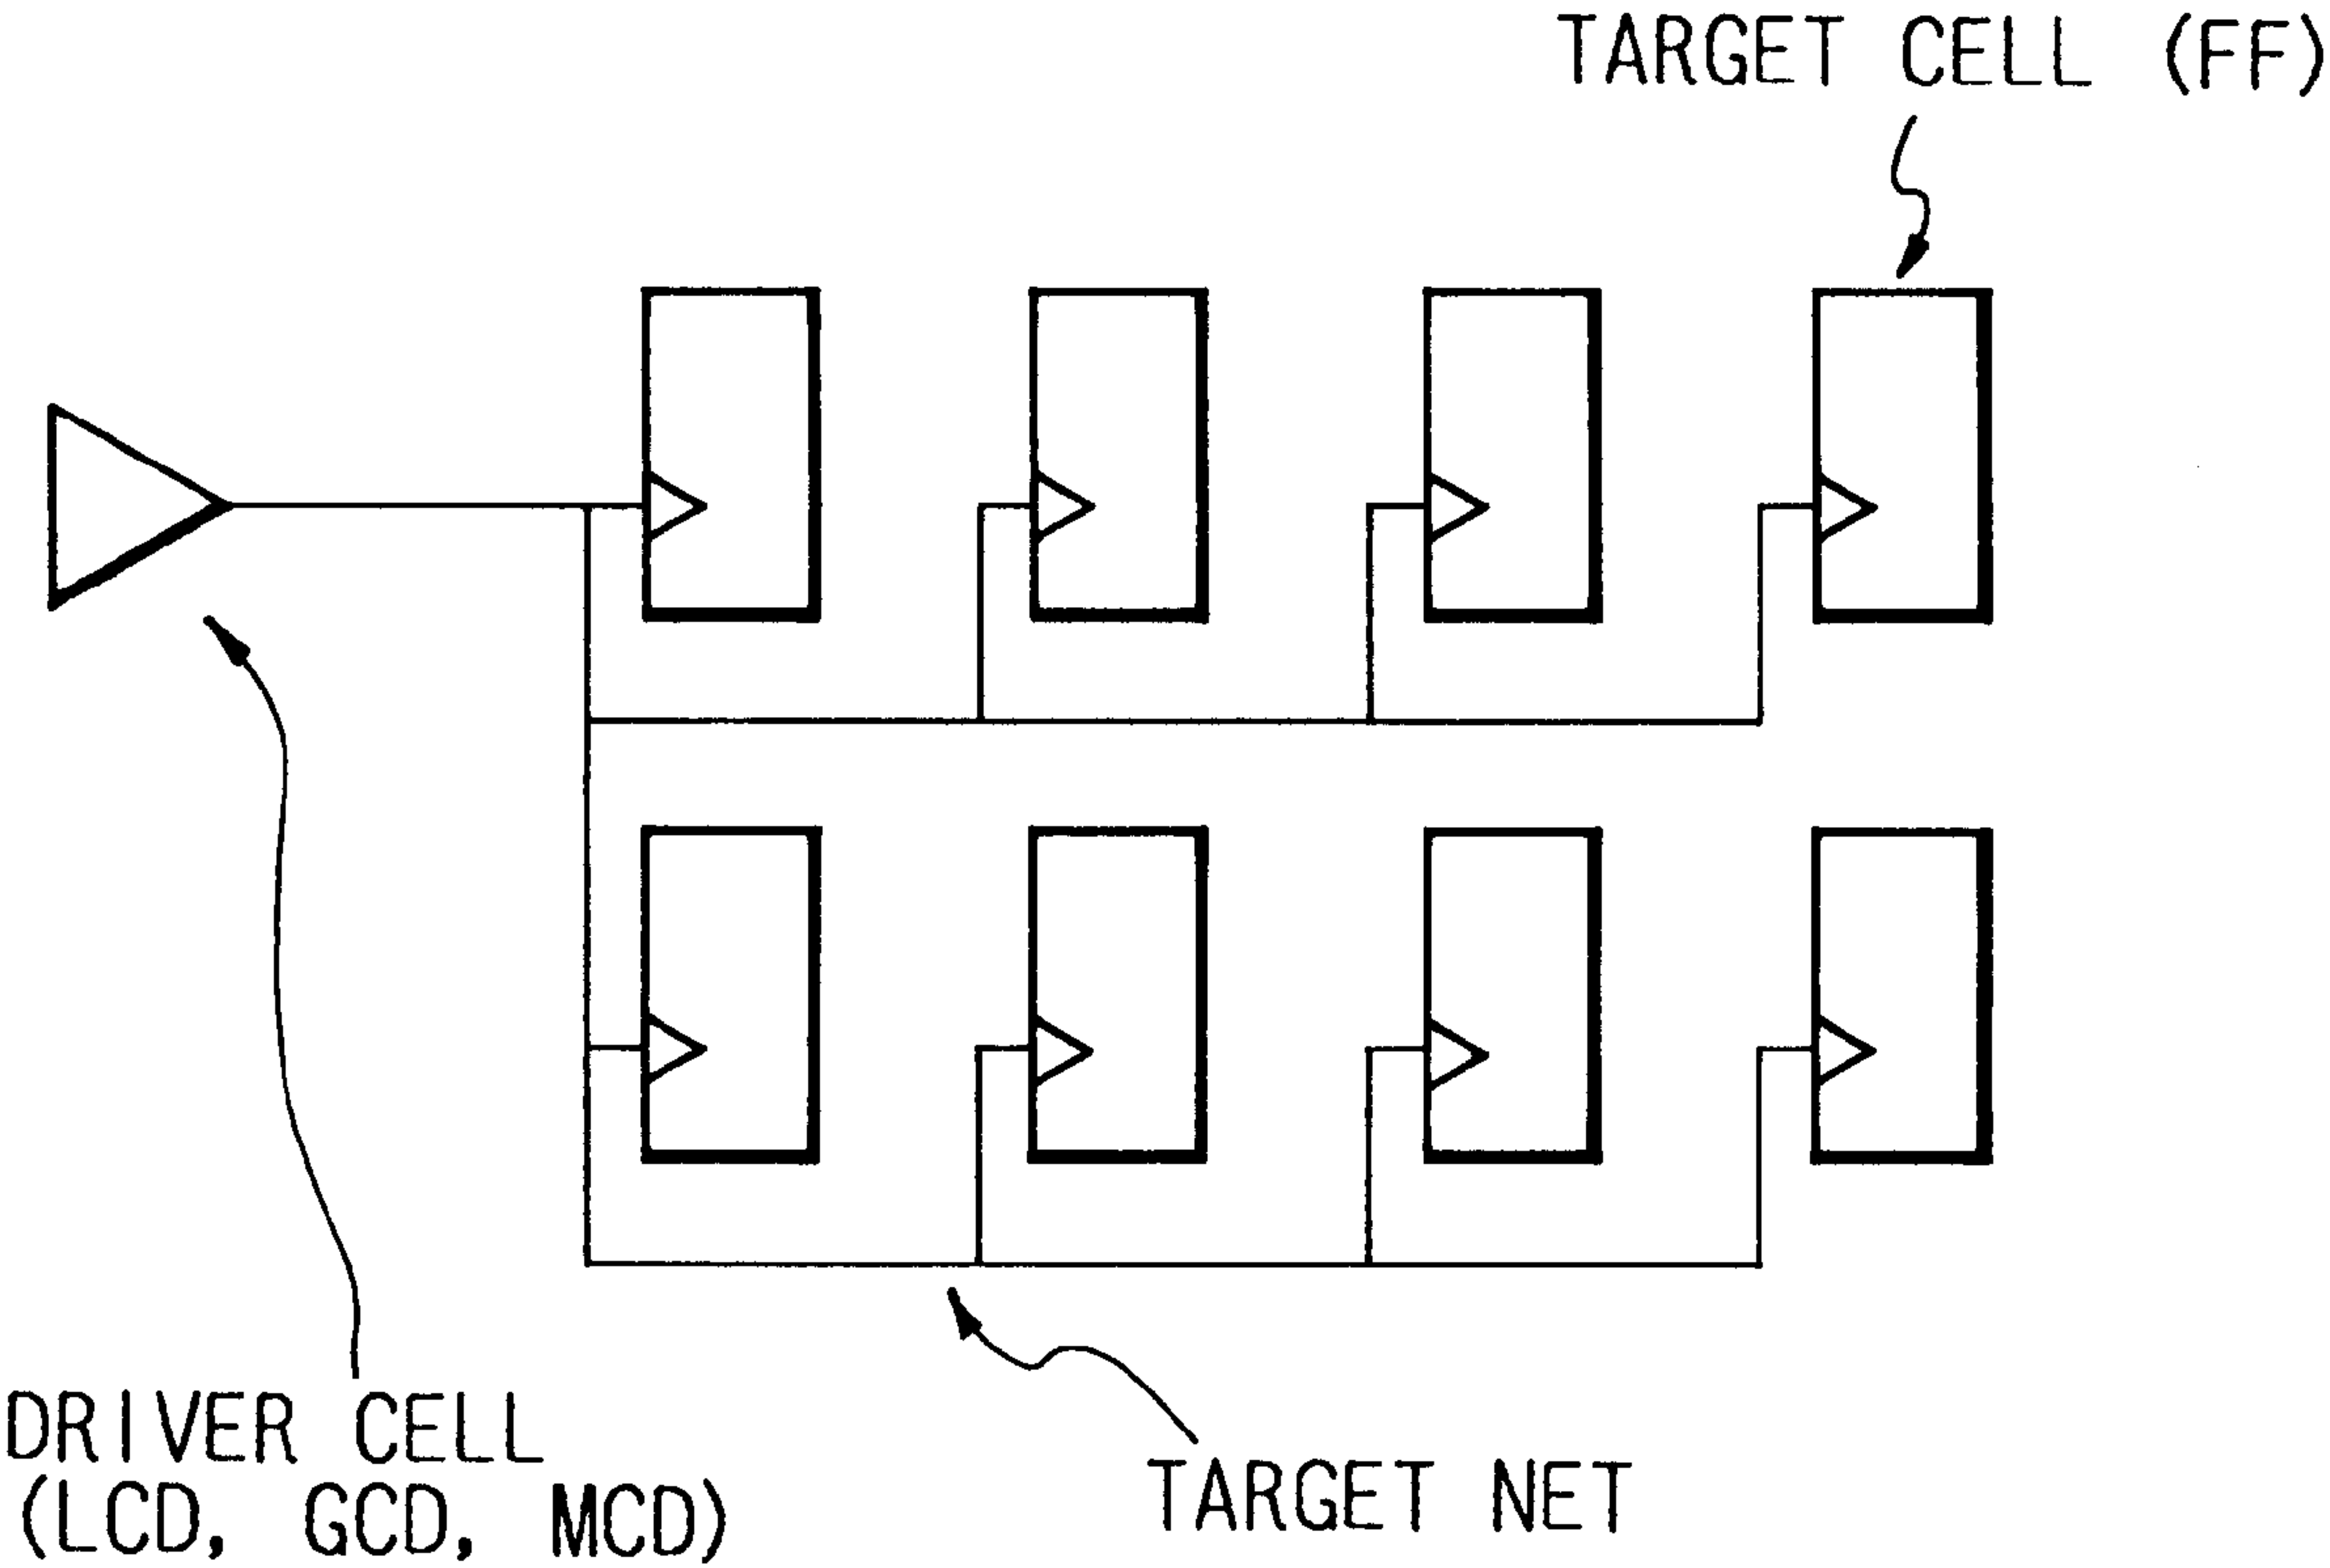 TARGET CELL (FF)
DRIVER CELL
(LCD, GCD, MCD)
TARGET NET